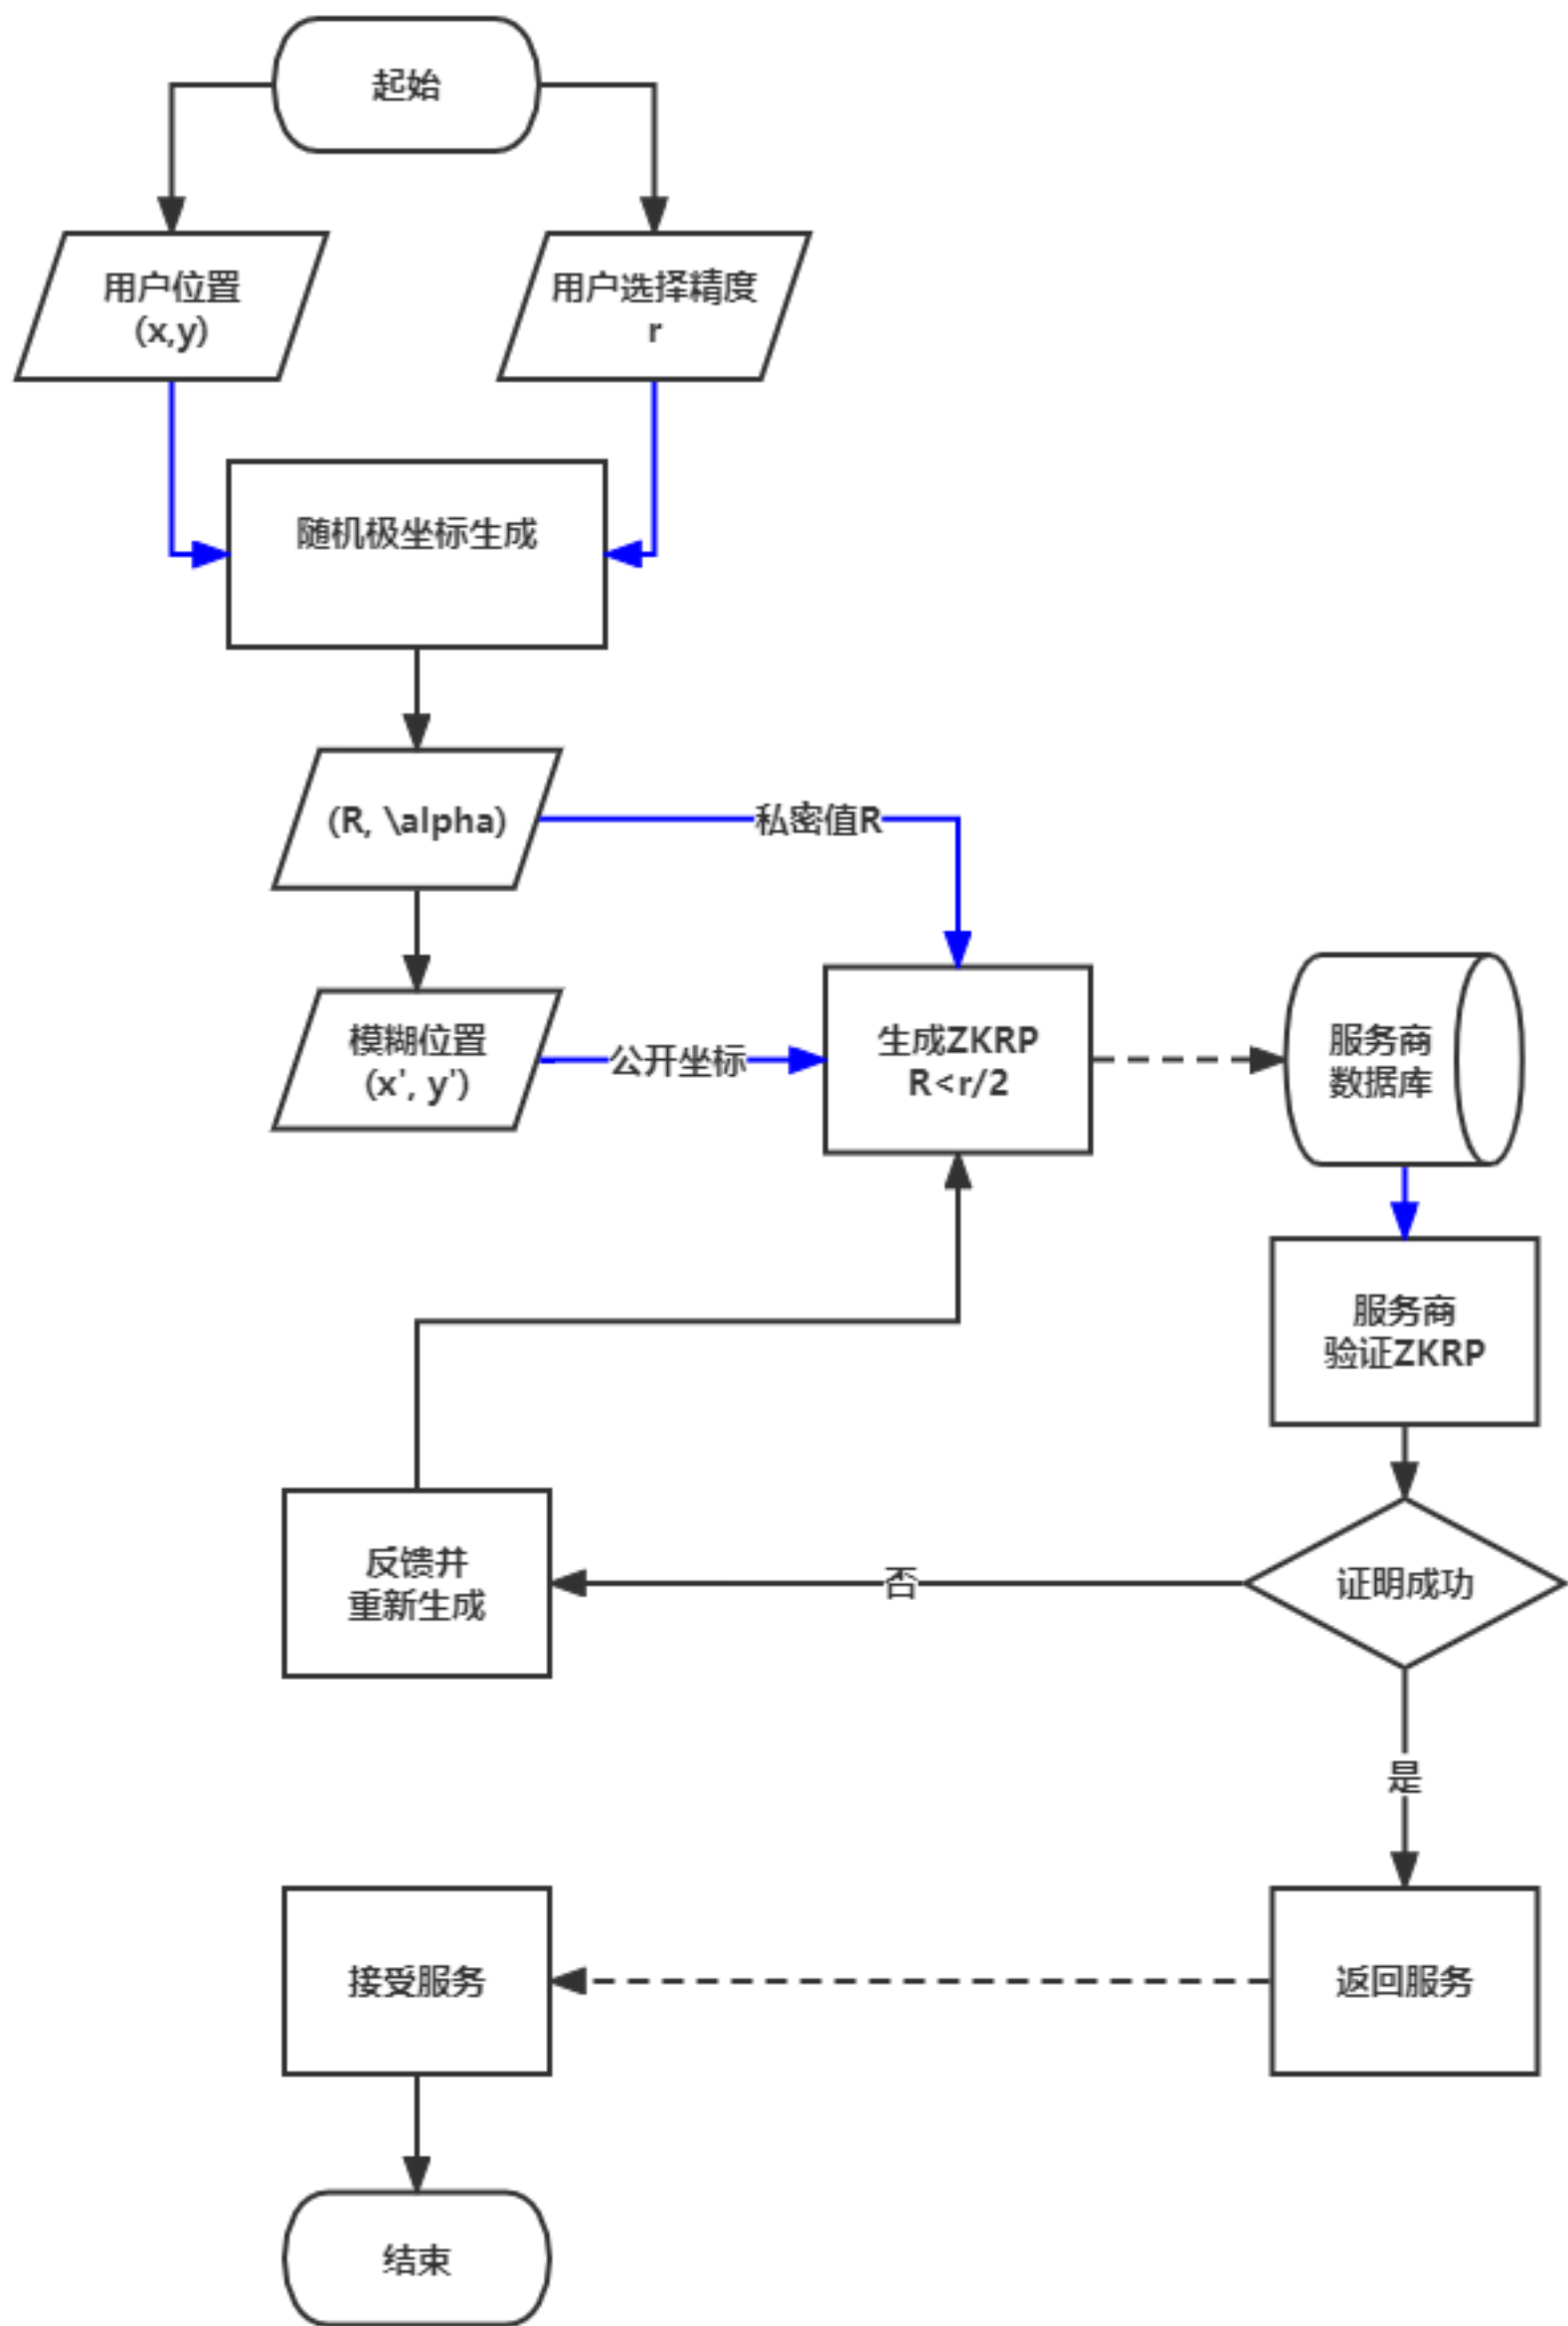 起始
用户位置
(x,y)
用户选择精度
r
随机极坐标生成
(R, \alpha)
私密值R
模糊位置
(x', y')
公开坐标
生成ZKRP
R<r/2
服务商
数据库
服务商
验证ZKRP
反馈并
重新生成
否
证明成功
是
接受服务
返回服务
结束